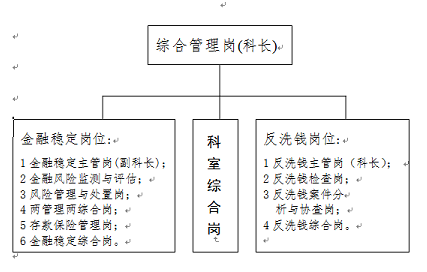 综合管理岗(科长)
金融稳定岗位:
1 金融稳定主管岗(副科长);
2 金融风险监测与评估;
3 风险管理与处置岗;
4 两管理两综合岗;
5 存款保险管理岗;
6 金融稳定综合岗。
科
室
综
合
岗
反洗钱岗位:
1 反洗钱主管岗（科长）;
2 反洗钱检查岗;
3 反洗钱案件分
析与协查岗;
4 反洗钱综合岗。